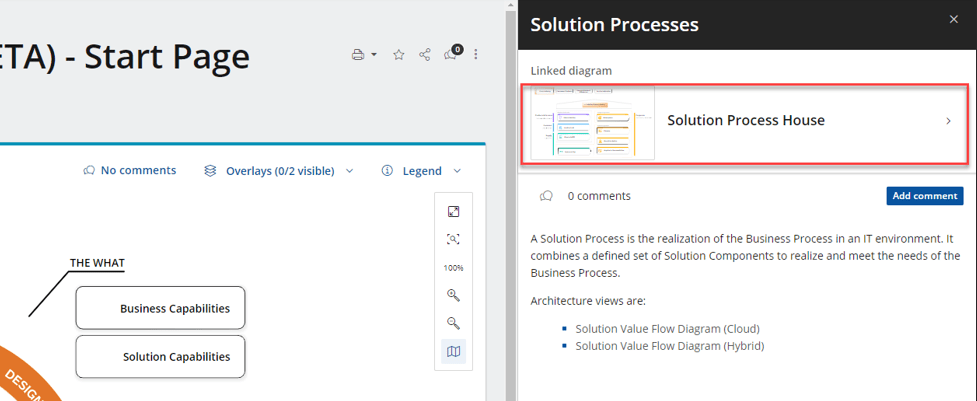 ETA) - Start Page
0
No comments
Overlays (0/2 visible)
Legend
100%
THE WHAT
Business Capabilities
Solution Capabilities
DESIGN
Solution Processes
Linked diagram
Solution Process House
0 comments
Add comment
A Solution Process is the realization of the Business Process in an IT environment. It
combines a defined set of Solution Components to realize and meet the needs of the
Business Process.
Architecture views are:
Solution Value Flow Diagram (Cloud)
Solution Value Flow Diagram (Hybrid)